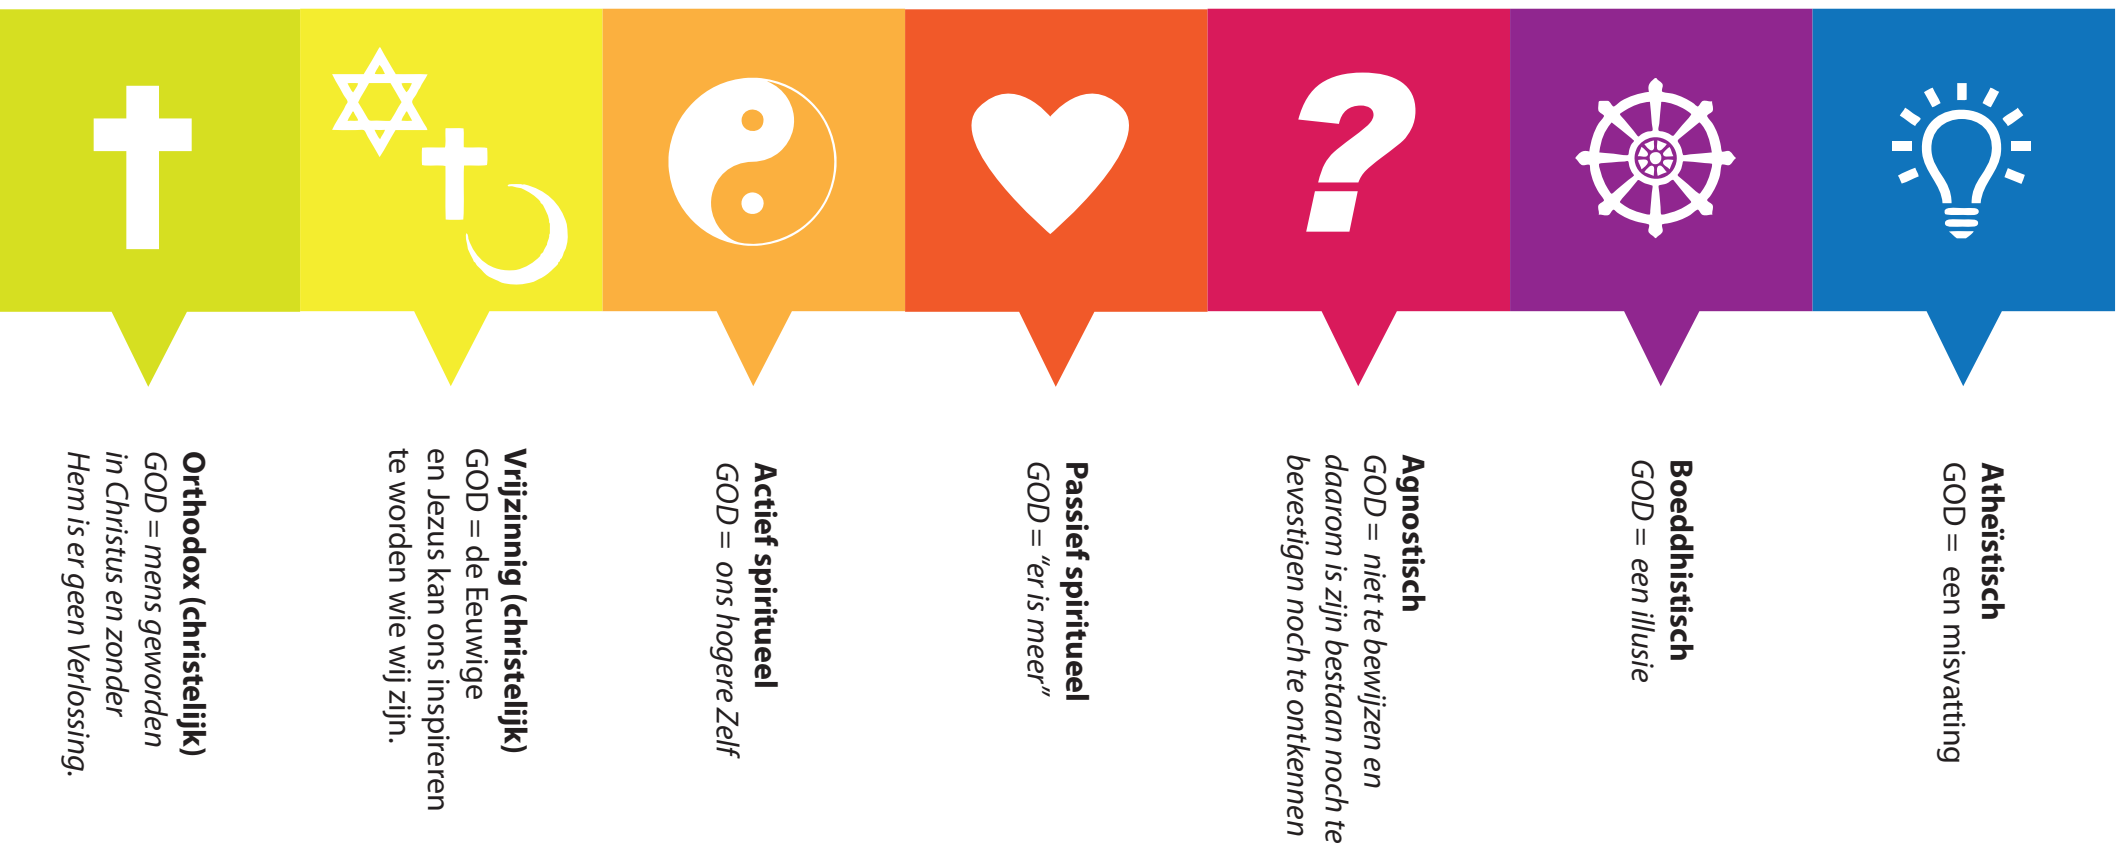 Orthodox (christelijk)
GOD = mens geworden
in Christus en zonder
Hem is er geen Verlossing.
Vrijzinnig (christelijk)
GOD = de Eeuwige
en Jezus kan ons inspireren
te worden wie wij zijn.
Actief spiritueel
GOD = ons hogere Zelf
Passief spiritueel
GOD = "er is meer"
Agnostisch
GOD = niet te bewijzen en
daarom is zijn bestaan noch te
bevestigen noch te ontkennen
Boeddhistisch
GOD = een illusie
Atheïstisch
GOD = een misvatting
?